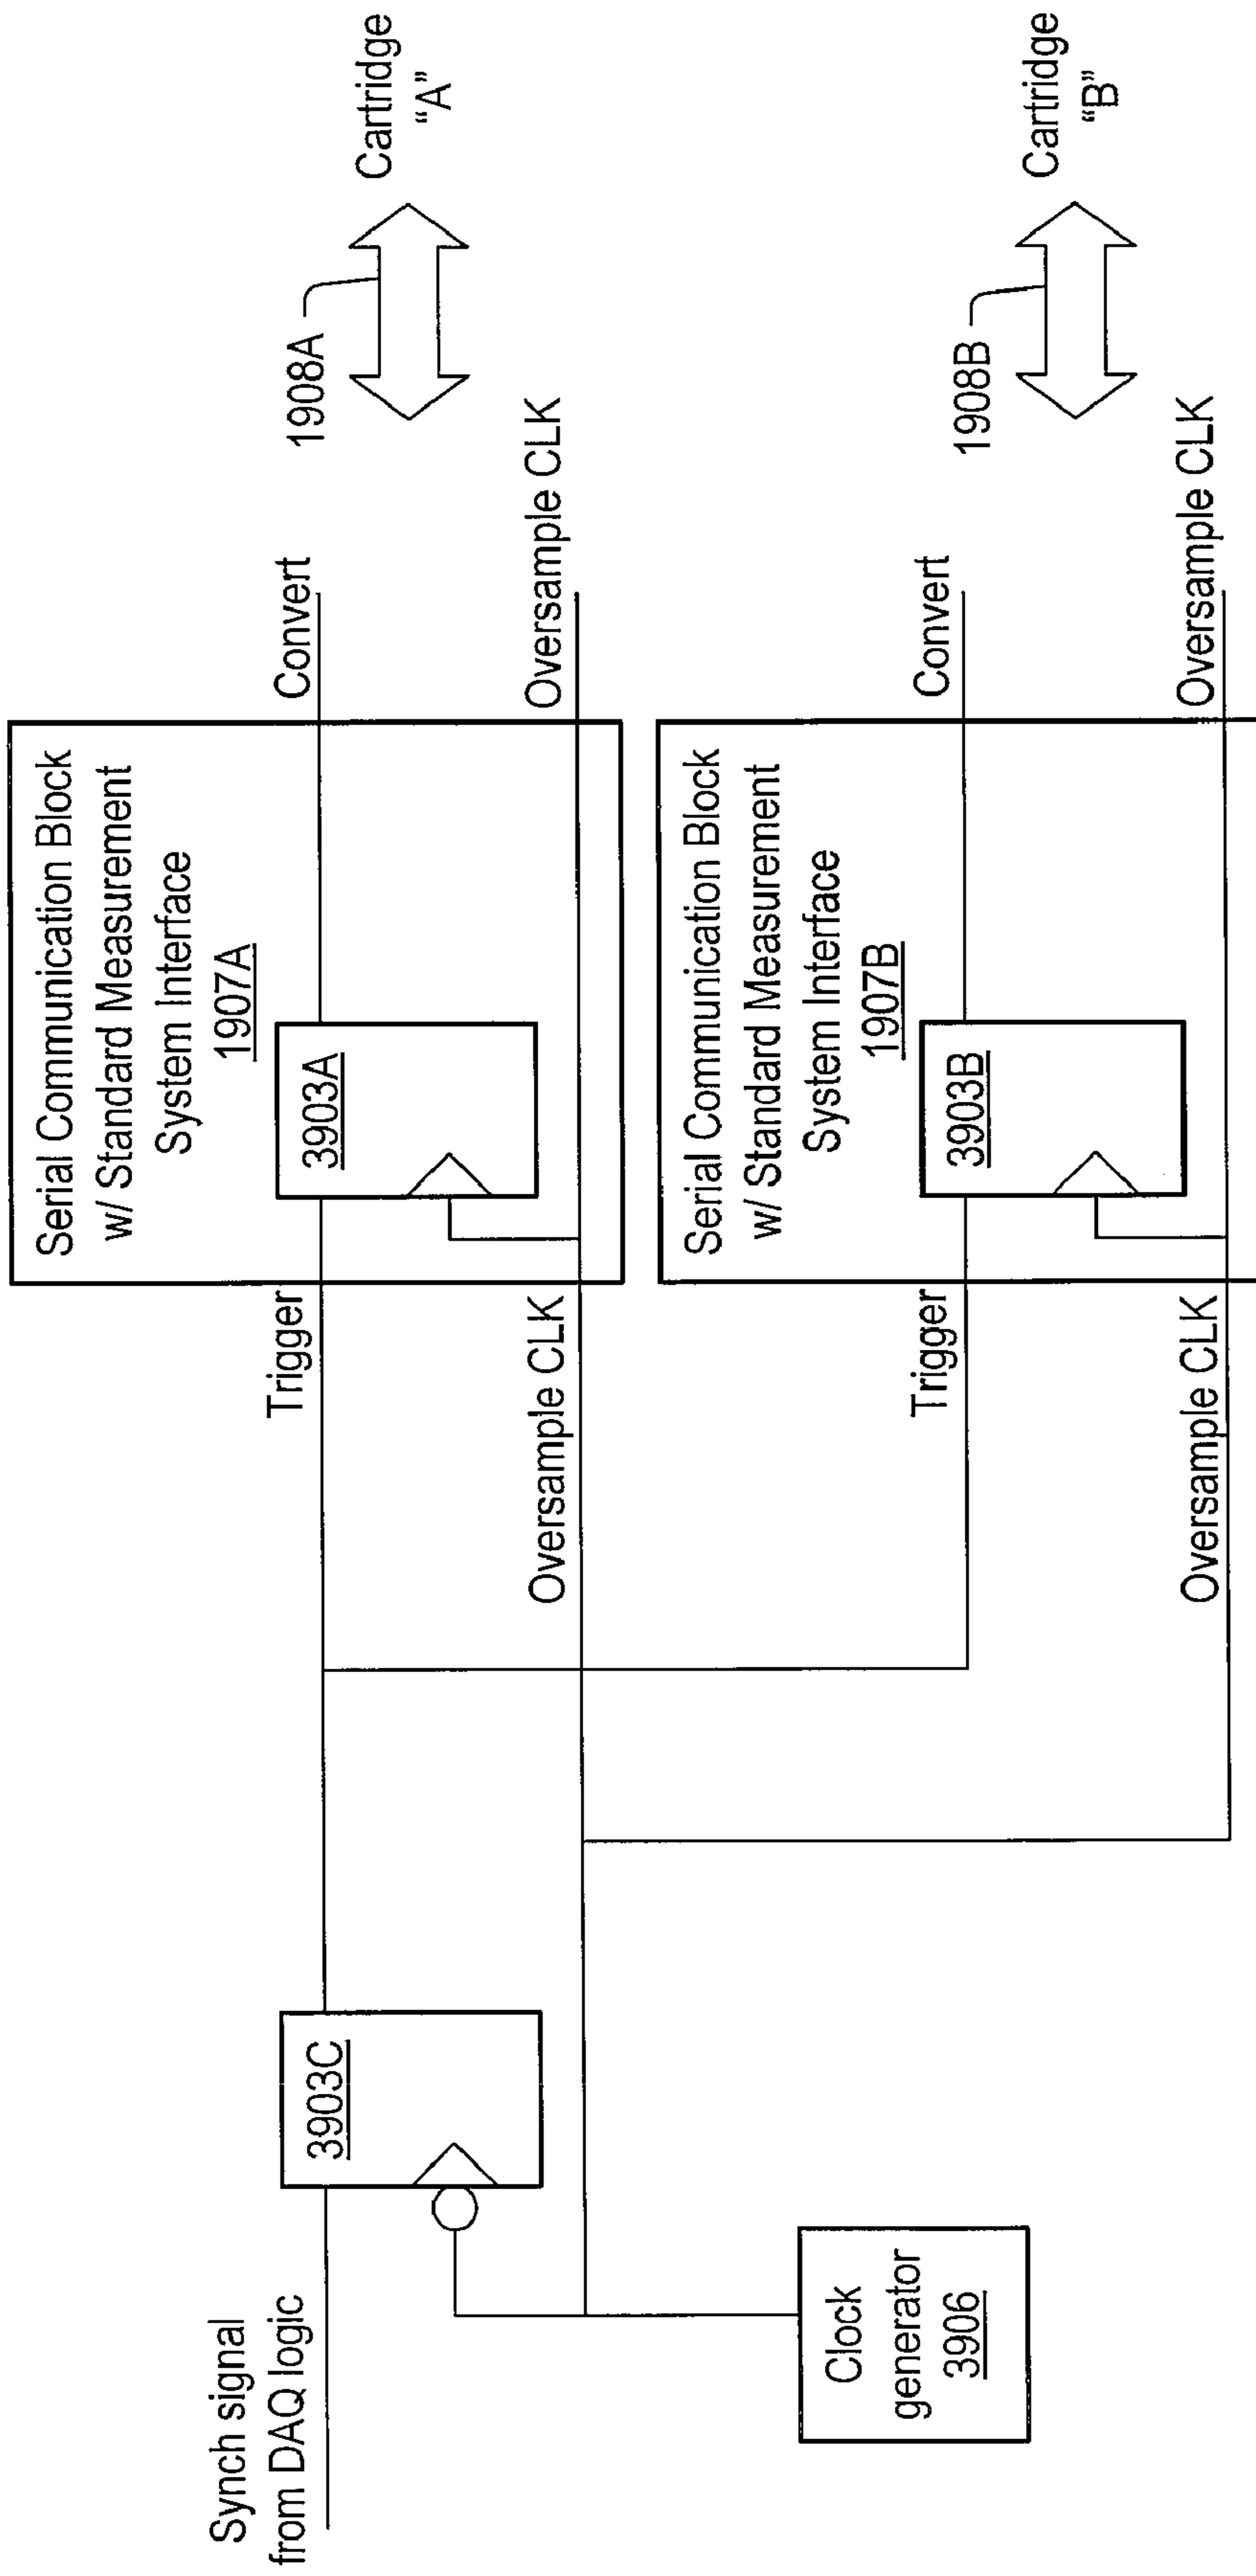 Synch signal
from DAQ logic
3903C
Clock
generator
3906
Trigger
Oversample CLK
Serial Communication Block
w/ Standard Measurement
System Interface
1907A
3903A
Convert
Oversample CLK
1908A
Cartridge
“A”
Trigger
Oversample CLK
Serial Communication Block
w/ Standard Measurement
System Interface
1907B
3903B
Convert
Oversample CLK
1908B
Cartridge
“B”